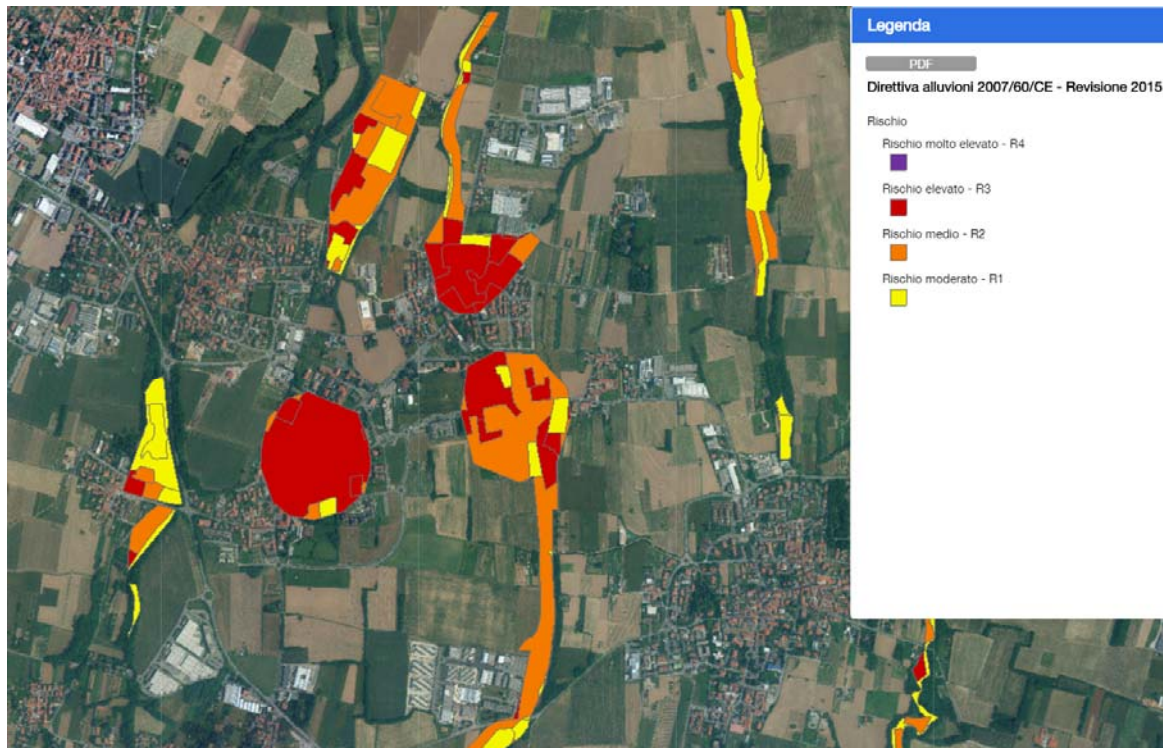 Legenda
PDF
Direttiva alluvioni 2007/60/CE - Revisione 2015
Rischio
Rischio molto elevato - R4
Rischio elevato - R3
Rischio medio - R2
Rischio moderato - R1